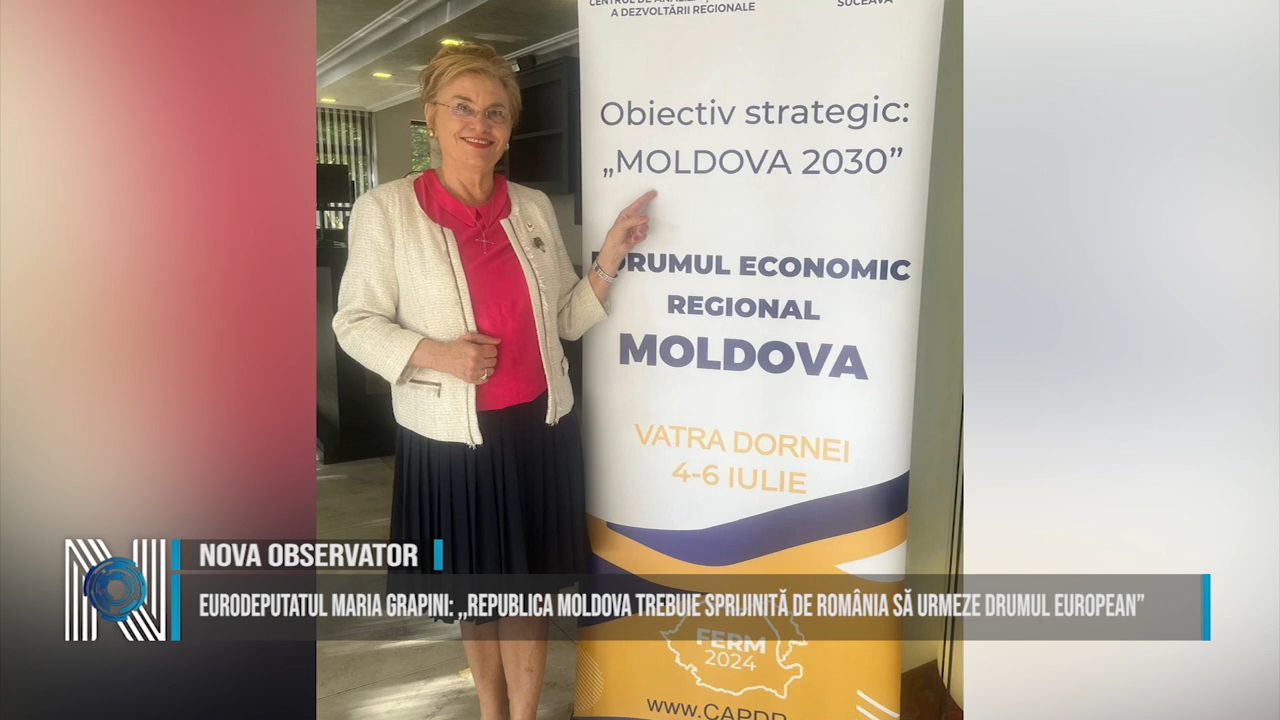 A DEZVOLTĂRII REGIONALE
SUCEAVA
Obiectiv strategic:
„MOLDOVA 2030”
FORUMUL ECONOMIC
REGIONAL
MOLDOVA
VATRA DORNEI
4-6 IULIE
NOVA OBSERVATOR
EURODEPUTATUL MARIA GRAPINI: ,,REPUBLICA MOLDOVA TREBUIE SPRIJINITĂ DE ROMÂNIA SĂ URMEZE DRUMUL EUROPEAN”
FERM
2024
www.CAPDR